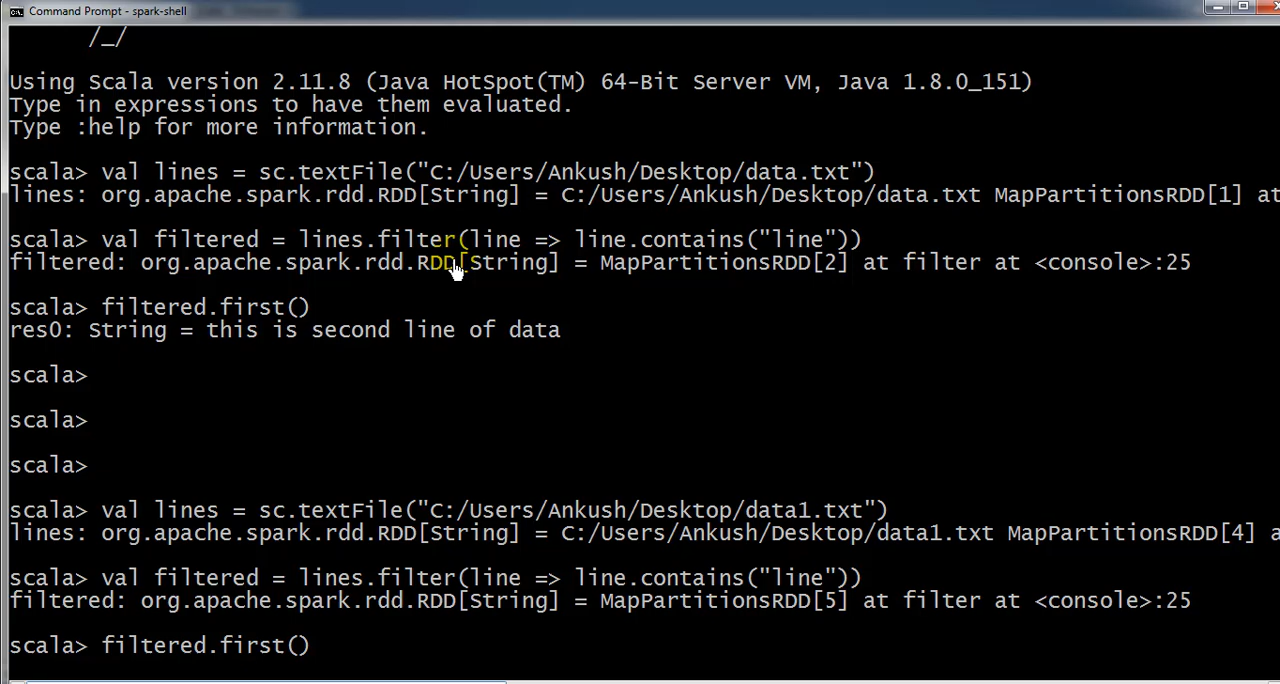 Command Prompt - spark-shell
/_/
Using Scala version 2.11.8 (Java HotSpot(TM) 64-Bit Server VM, Java 1.8.0_151)
Type in expressions to have them evaluated.
Type :help for more information.
scala> val lines = sc.textFile("C:/Users/Ankush/Desktop/data.txt")
lines: org.apache.spark.rdd.RDD[String] = C:/Users/Ankush/Desktop/data.txt MapPartitionsRDD[1] at
scala> val filtered = lines.filter(line => line.contains("line"))
filtered: org.apache.spark.rdd.RDD[String] = MapPartitionsRDD[2] at filter at <console>:25
scala> filtered.first()
res0: String = this is second line of data
scala>
scala>
scala>
scala> val lines = sc.textFile("C:/Users/Ankush/Desktop/data1.txt")
lines: org.apache.spark.rdd.RDD[String] = C:/Users/Ankush/Desktop/data1.txt MapPartitionsRDD[4] a
scala> val filtered = lines.filter(line => line.contains("line"))
filtered: org.apache.spark.rdd.RDD[String] = MapPartitionsRDD[5] at filter at <console>:25
scala> filtered.first()